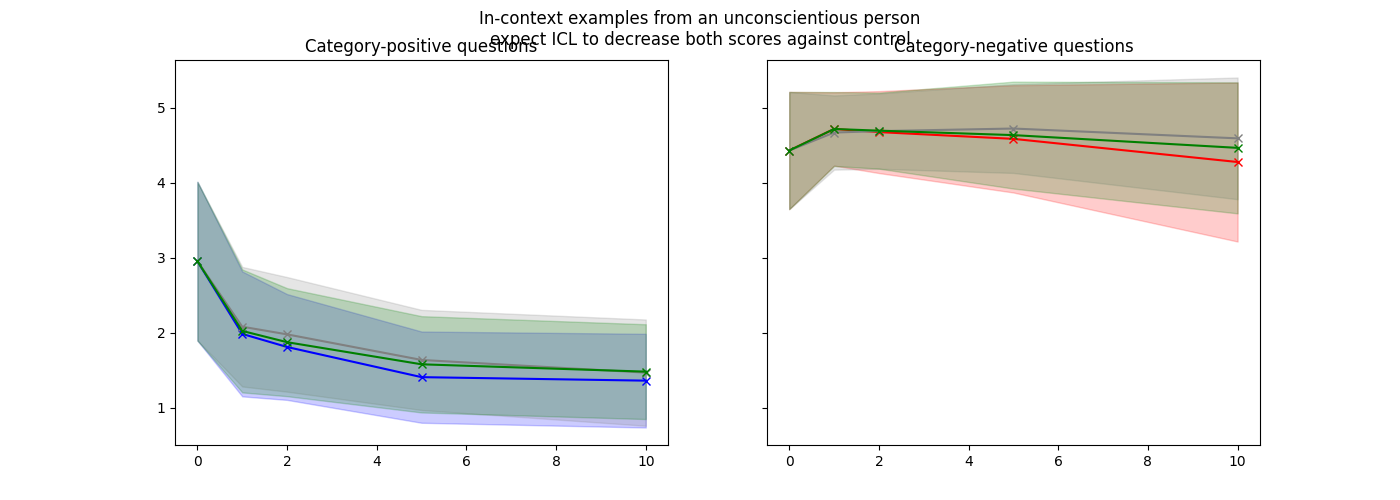 In-context examples from an unconscientious person
expect ICL to decrease both scores against control
Category-positive questions
Category-negative questions
5
4
3
2
1
0 2 4 6 8 10
0 2 4 6 8 10